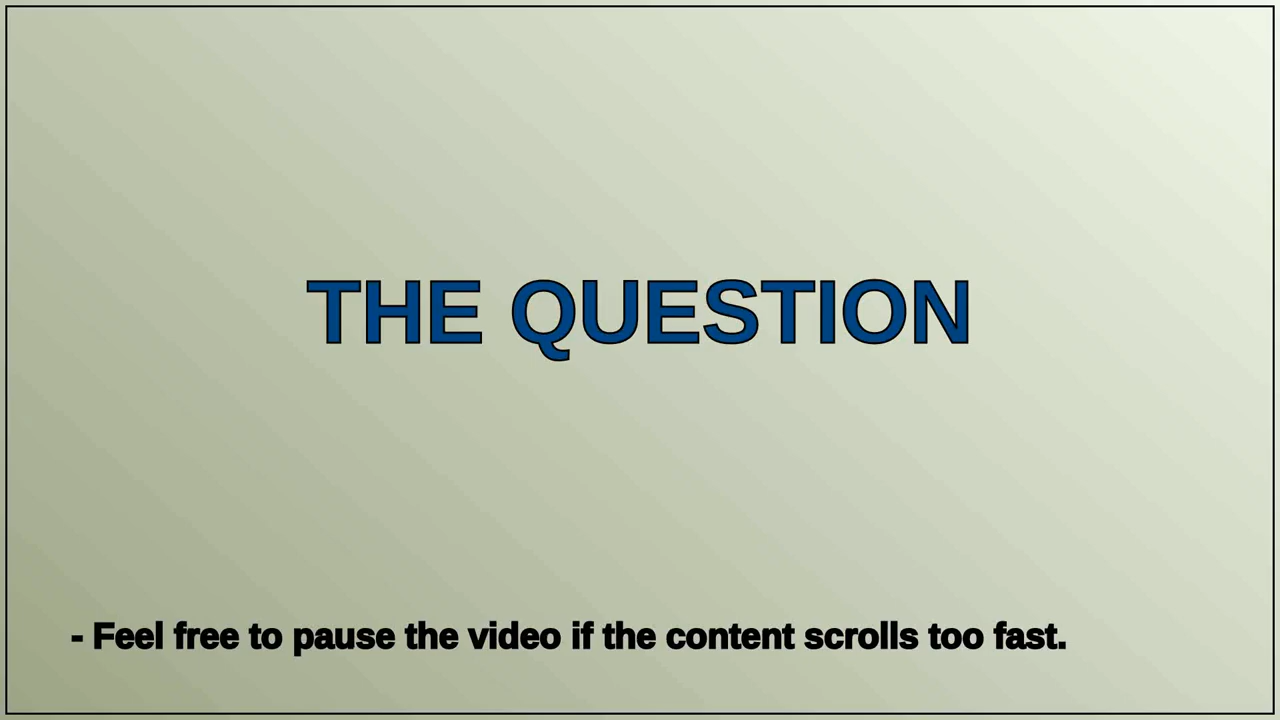 THE QUESTION
- Feel free to pause the video if the content scrolls too fast.